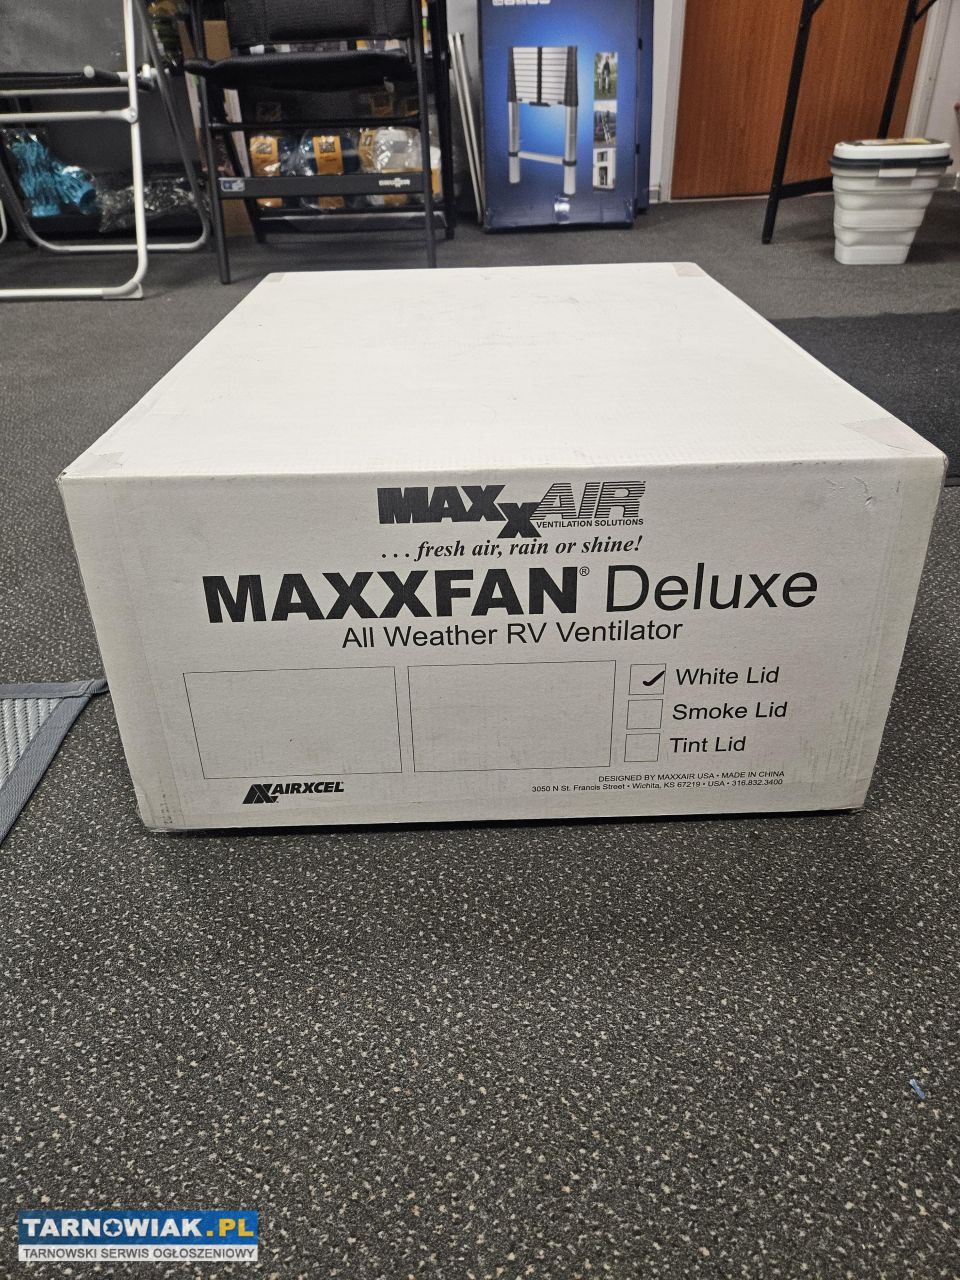 MAXXAIR
VENTILATION SOLUTIONS
. . . fresh air, rain or shine!
MAXXFAN® Deluxe
All Weather RV Ventilator
White Lid
Smoke Lid
Tint Lid
AIRXCEL
DESIGNED BY MAXXAIR USA • MADE IN CHINA
3050 N St. Francis Street • Wichita, KS 67219 • USA • 316.832.3400
TARNOWIAK.PL
TARNOWSKI SERWIS OGŁOSZENIOWY